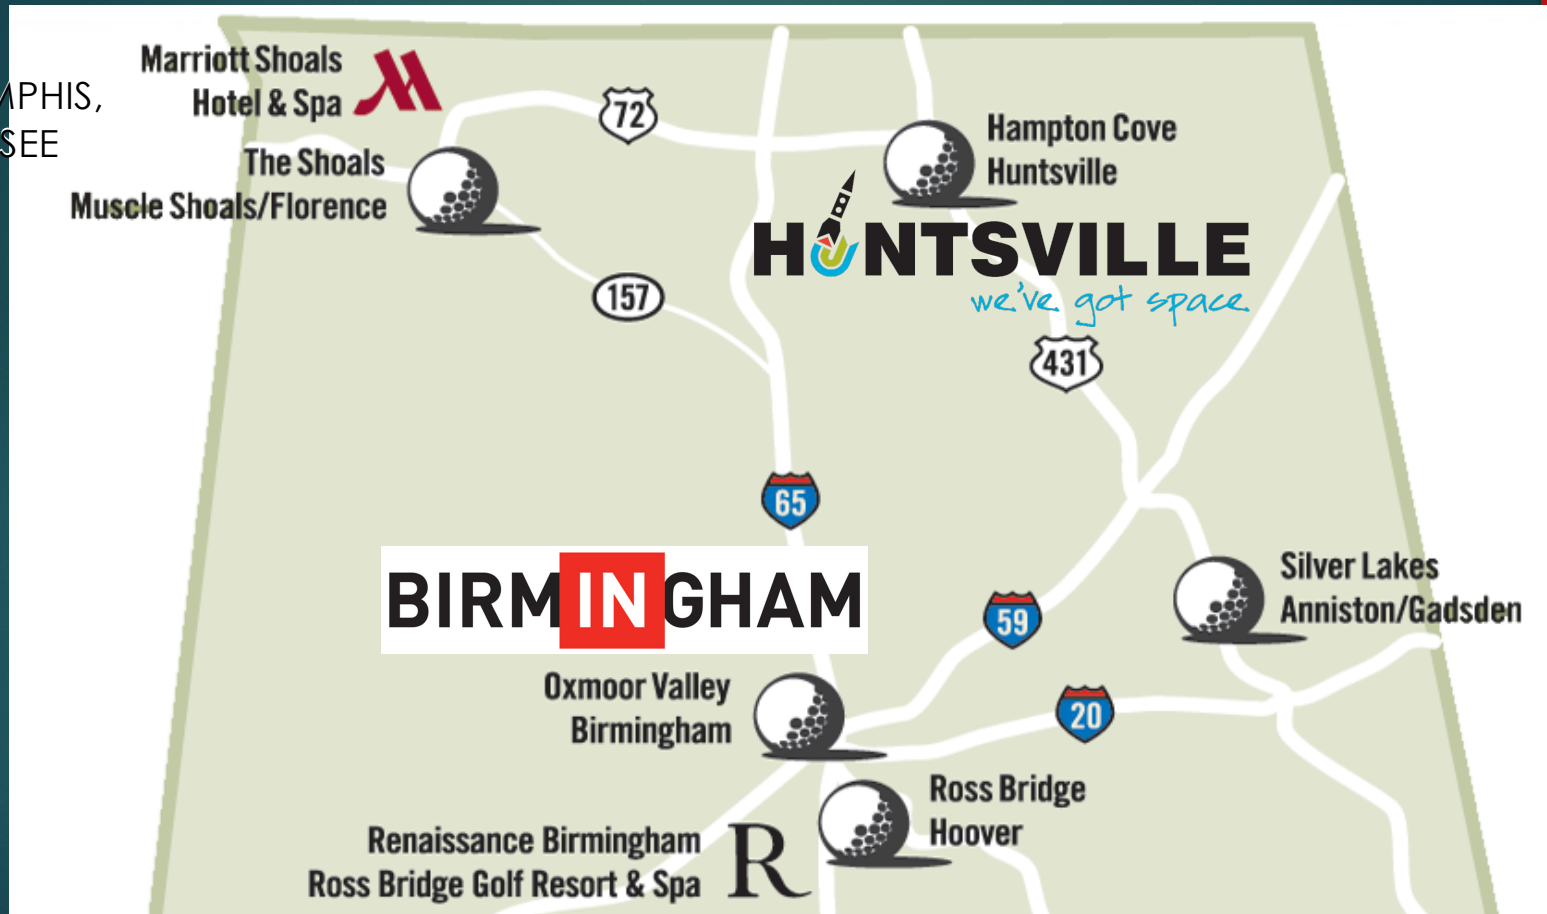 Marriott Shoals
Hotel & Spa
MPHIS,
SEE
72
Hampton Cove
Huntsville
The Shoals
Muscle Shoals/Florence
HUNTSVILLE
we've got space
157
431
65
BIRMINGHAM
59
Silver Lakes
Anniston/Gadsden
Oxmoor Valley
Birmingham
20
Ross Bridge
Hoover
Renaissance Birmingham
Ross Bridge Golf Resort & Spa
R